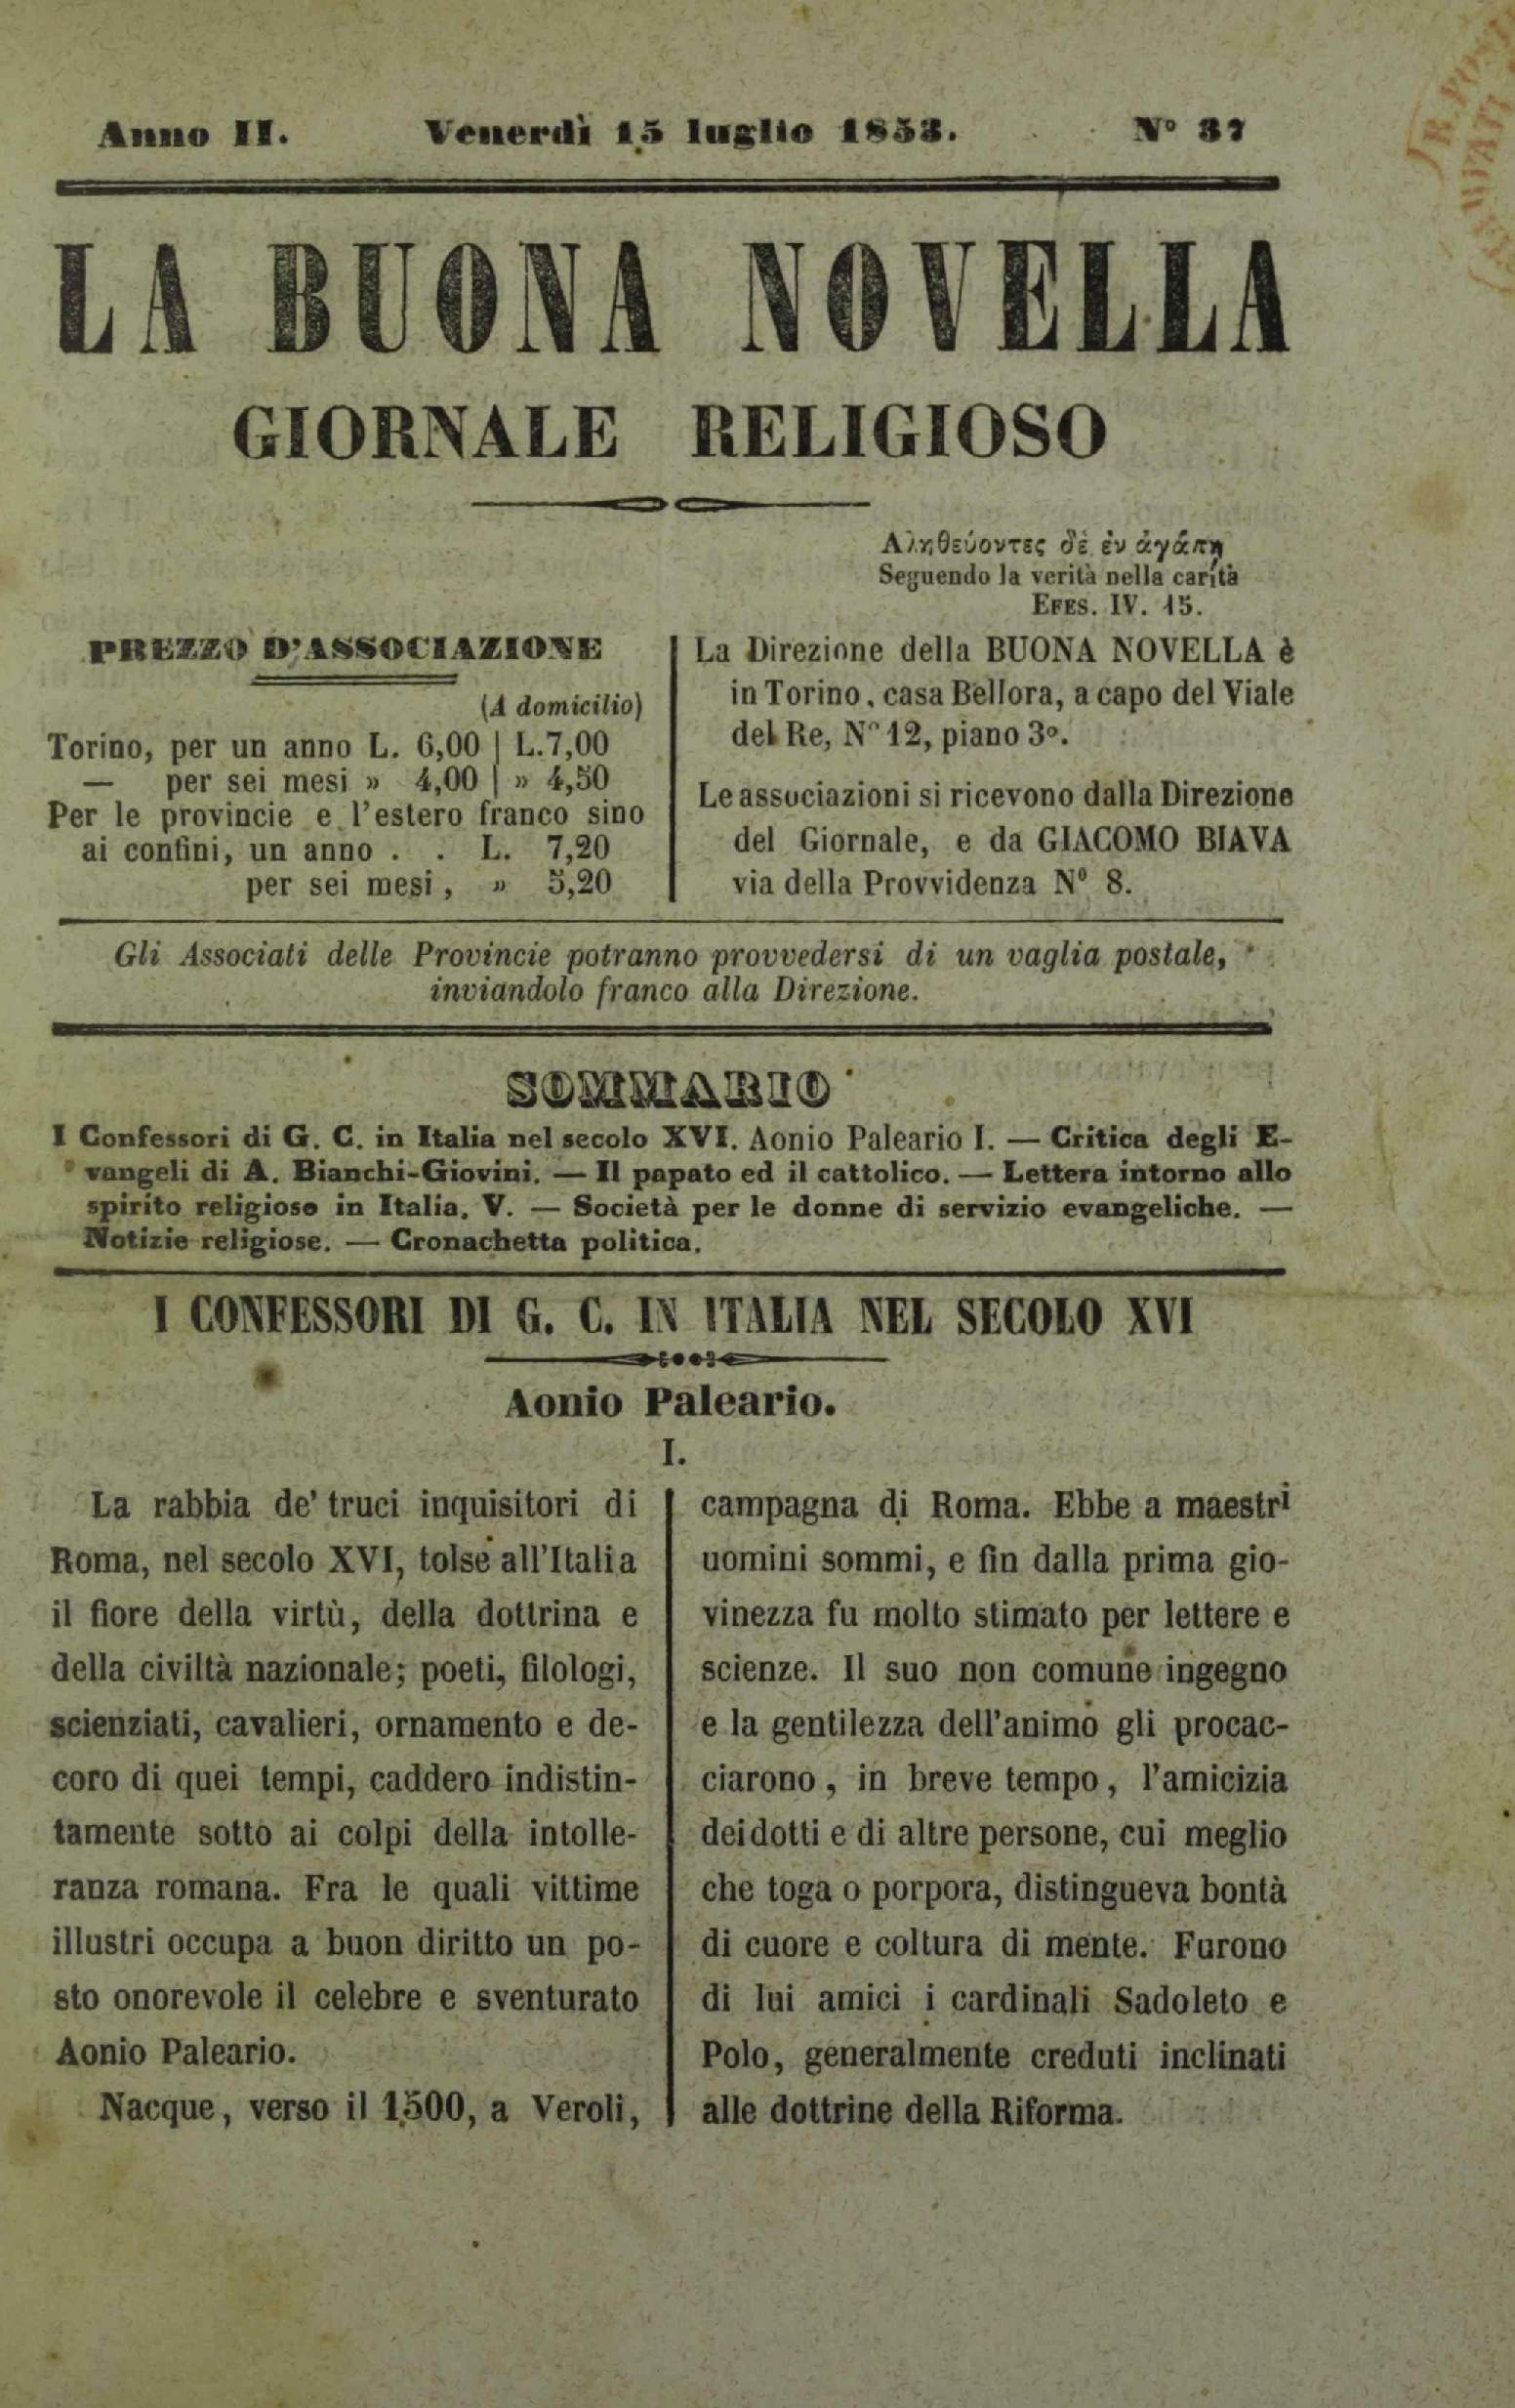 Anno II. Venerdì 15 luglio 1853. N° 37
LA BUONA NOVELLA
GIORNALE RELIGIOSO
Αληθεύοντες δὲ ἐν ἀγάπῃ
Seguendo la verità nella carità
EFES. IV. 15.
PREZZO D'ASSOCIAZIONE
(A domicilio)
Torino, per un anno L. 6,00 | L.7,00
— per sei mesi » 4,00 | » 4,50
Per le provincie e l'estero franco sino
ai confini, un anno . . L. 7,20
per sei mesi, » 5,20
La Direzione della BUONA NOVELLA è
in Torino, casa Bellora, a capo del Viale
del Re, N° 12, piano 3°.
Le associazioni si ricevono dalla Direzione
del Giornale, e da GIACOMO BIAVA
via della Provvidenza N° 8.
Gli Associati delle Provincie potranno provvedersi di un vaglia postale,
inviandolo franco alla Direzione.
SOMMARIO
I Confessori di G. C. in Italia nel secolo XVI. Aonio Paleario I. — Critica degli E-
vangeli di A. Bianchi-Giovini. — Il papato ed il cattolico. — Lettera intorno allo
spirito religioso in Italia. V. — Società per le donne di servizio evangeliche. —
Notizie religiose. — Cronachetta politica.
I CONFESSORI DI G. C. IN ITALIA NEL SECOLO XVI
Aonio Paleario.
I.
La rabbia de' truci inquisitori di
Roma, nel secolo XVI, tolse all'Italia
il fiore della virtù, della dottrina e
della civiltà nazionale; poeti, filologi,
scienziati, cavalieri, ornamento e de-
coro di quei tempi, caddero indistin-
tamente sotto ai colpi della intolle-
ranza romana. Fra le quali vittime
illustri occupa a buon diritto un po-
sto onorevole il celebre e sventurato
Aonio Paleario.
Nacque, verso il 1500, a Veroli,
campagna di Roma. Ebbe a maestri
uomini sommi, e fin dalla prima gio-
vinezza fu molto stimato per lettere e
scienze. Il suo non comune ingegno
e la gentilezza dell'animo gli procac-
ciarono, in breve tempo, l'amicizia
dei dotti e di altre persone, cui meglio
che toga o porpora, distingueva bontà
di cuore e coltura di mente. Furono
di lui amici i cardinali Sadoleto e
Polo, generalmente creduti inclinati
alle dottrine della Riforma.